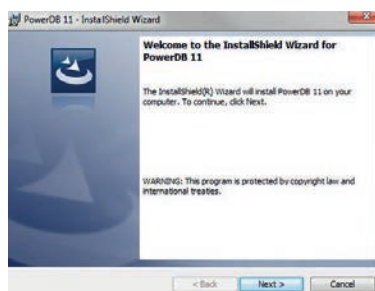 PowerDB 11 - InstallShield Wizard
Welcome to the InstallShield Wizard for
PowerDB 11
The InstallShield(R) Wizard will install PowerDB 11 on your
computer. To continue, click Next.
WARNING: This program is protected by copyright law and
international treaties.
< Back
Next >
Cancel